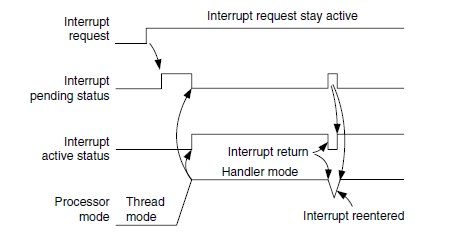 Interrupt request stay active
Interrupt
request
Interrupt
pending status
Interrupt
active status
Interrupt return
Handler mode
Processor
mode
Thread
mode
Interrupt reentered